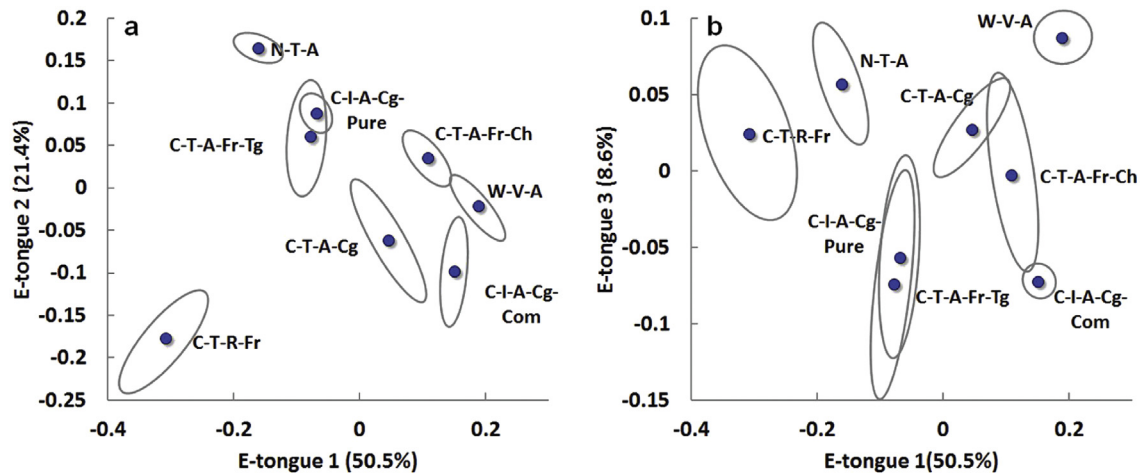 a
0.2
0.15
0.1
0.05
0
-0.05
-0.1
-0.15
-0.2
-0.25
E-tongue 2 (21.4%)
N-T-A
C-I-A-Cg-
Pure
C-T-A-Fr-Tg
C-T-A-Fr-Ch
W-V-A
C-T-A-Cg
C-I-A-Cg-
Com
C-T-R-Fr
-0.4
-0.2
0
0.2
E-tongue 1 (50.5%)
b
0.1
0.05
0
-0.05
-0.1
-0.15
E-tongue 3 (8.6%)
W-V-A
N-T-A
C-T-A-Cg
C-T-R-Fr
C-T-A-Fr-Ch
C-I-A-Cg-
Pure
C-T-A-Fr-Tg
C-I-A-Cg-
Com
-0.4
-0.2
0
0.2
E-tongue 1(50.5%)